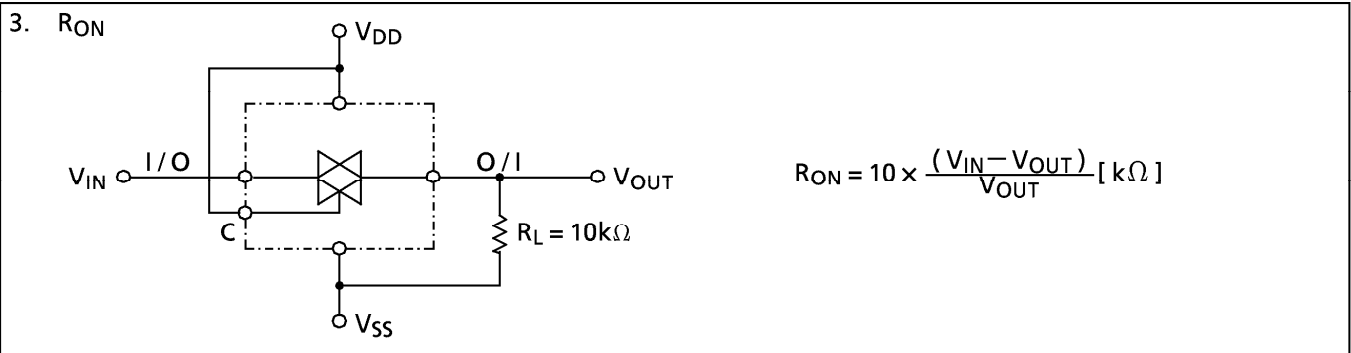 3. RON
VDD
I/O
VIN
C
O/I
VOUT
RL = 10kΩ
VSS
RON = 10 × (VIN − VOUT) / VOUT [kΩ]